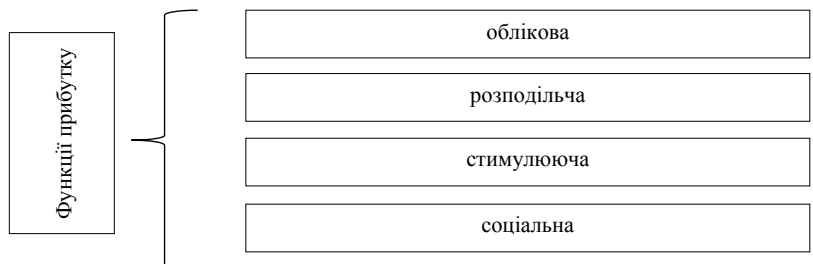 Функції прибутку
облікова
розподільча
стимулююча
соціальна